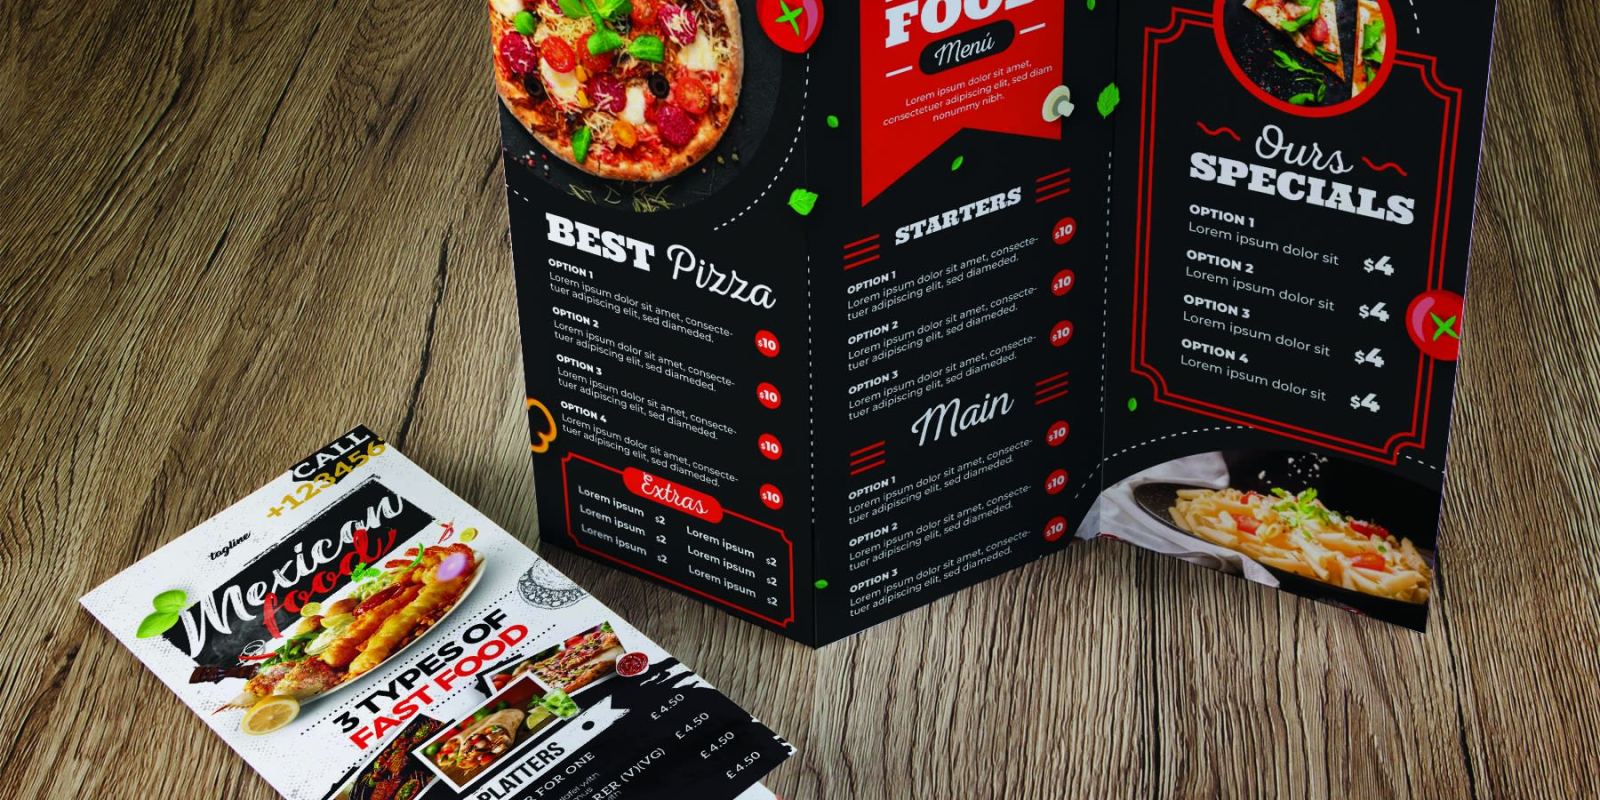 BEST Pizza
OPTION 1
Lorem ipsum dolor sit amet, consecte-
tuer adipiscing elit, sed diameded.
$10
OPTION 2
Lorem ipsum dolor sit amet, consecte-
tuer adipiscing elit, sed diameded.
$10
OPTION 3
Lorem ipsum dolor sit amet, consecte-
tuer adipiscing elit, sed diameded.
$10
OPTION 4
Lorem ipsum dolor sit amet, consecte-
tuer adipiscing elit, sed diameded.
$10
Extras
Lorem ipsum $2
Lorem ipsum $2
Lorem ipsum $2
Lorem ipsum $2
Lorem ipsum $2
Lorem ipsum $2
FOOD
Menú
Lorem ipsum dolor sit amet,
consectetuer adipiscing elit, sed diam
nonummy nibh.
STARTERS
OPTION 1
Lorem ipsum dolor sit amet, consecte-
tuer adipiscing elit, sed diameded.
$10
OPTION 2
Lorem ipsum dolor sit amet, consecte-
tuer adipiscing elit, sed diameded.
$10
OPTION 3
Lorem ipsum dolor sit amet, consecte-
tuer adipiscing elit, sed diameded.
$10
Main
OPTION 1
Lorem ipsum dolor sit amet, consecte-
tuer adipiscing elit, sed diameded.
$10
OPTION 2
Lorem ipsum dolor sit amet, consecte-
tuer adipiscing elit, sed diameded.
$10
OPTION 3
Lorem ipsum dolor sit amet, consecte-
tuer adipiscing elit, sed diameded.
$10
Ours
SPECIALS
OPTION 1
Lorem ipsum dolor sit $4
OPTION 2
Lorem ipsum dolor sit $4
OPTION 3
Lorem ipsum dolor sit $4
OPTION 4
Lorem ipsum dolor sit $4
CALL
+123456
tagline
Mexican
food
3 TYPES OF
FAST FOOD
PLATTERS
FOR ONE
£4.50
£4.50
(V)(VG) £4.50
£4.50